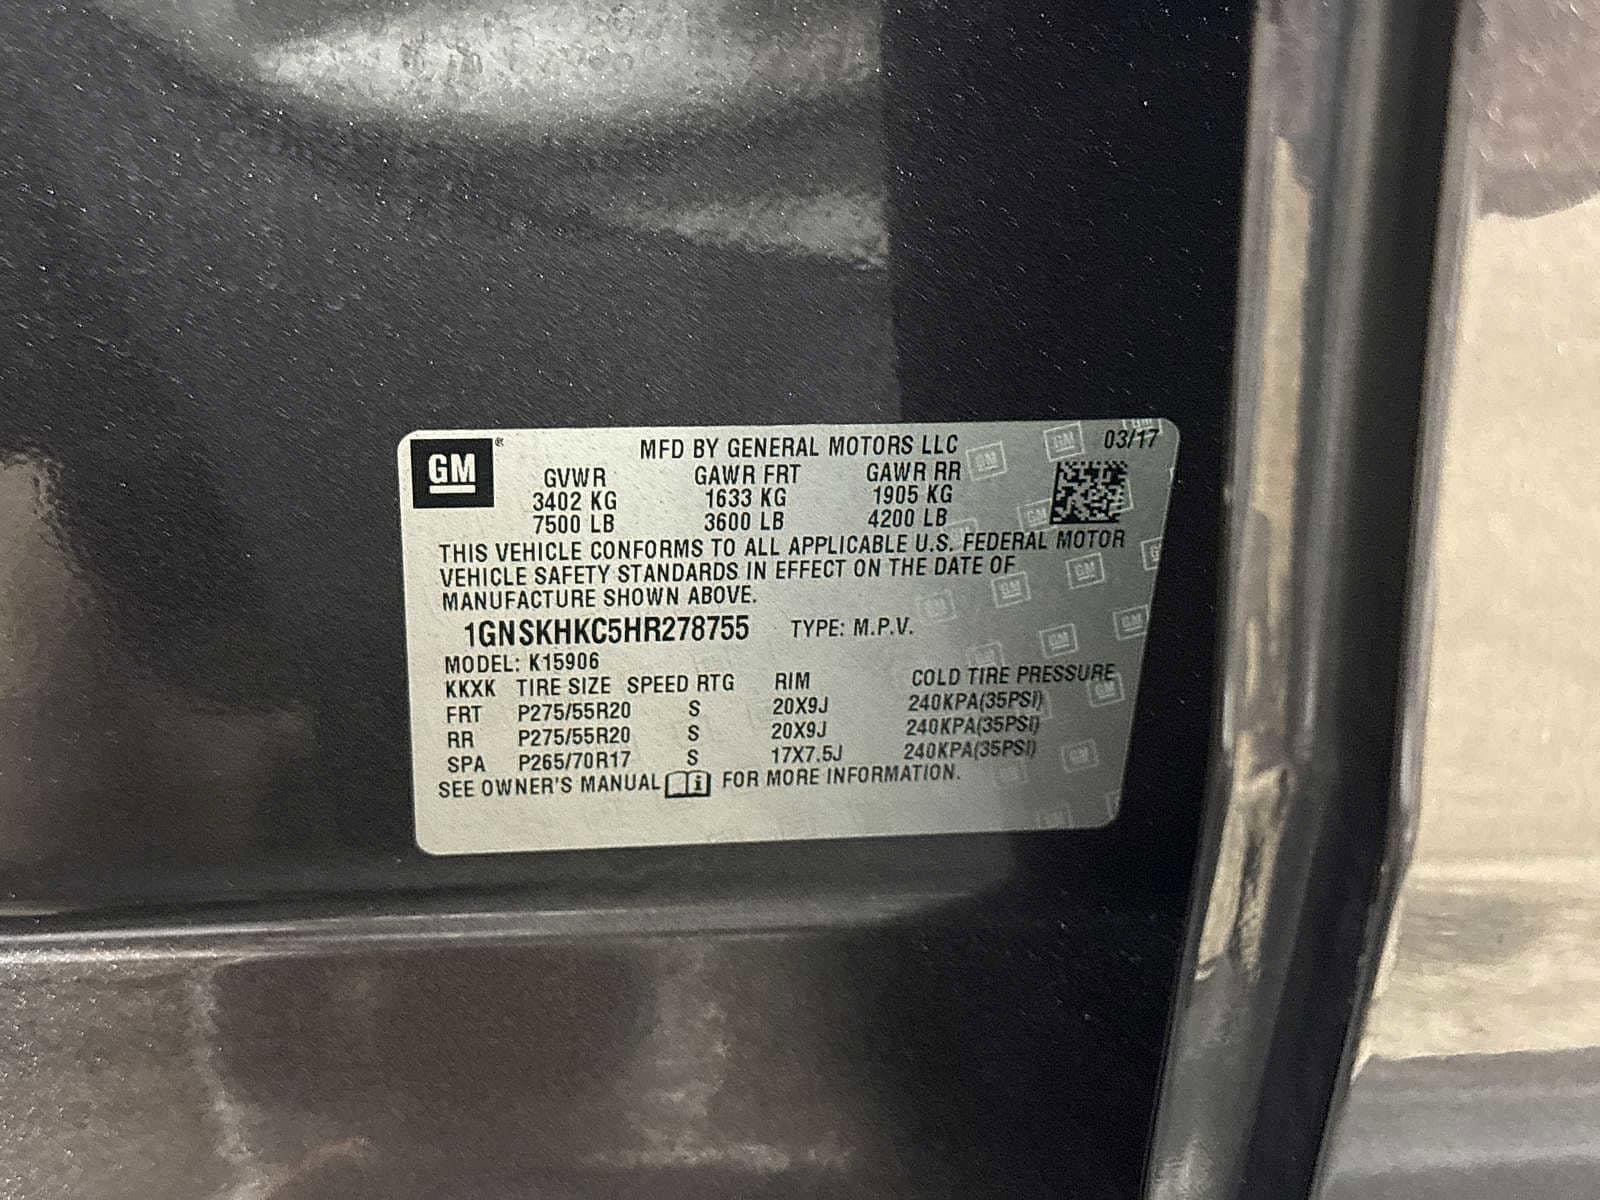 GM®
MFD BY GENERAL MOTORS LLC 03/17
GVWR GAWR FRT GAWR RR
3402 KG 1633 KG 1905 KG
7500 LB 3600 LB 4200 LB
THIS VEHICLE CONFORMS TO ALL APPLICABLE U.S. FEDERAL MOTOR
VEHICLE SAFETY STANDARDS IN EFFECT ON THE DATE OF
MANUFACTURE SHOWN ABOVE.
1GNSKHKC5HR278755 TYPE: M.P.V.
MODEL: K15906
KKXK TIRE SIZE SPEED RTG RIM COLD TIRE PRESSURE
FRT P275/55R20 S 20X9J 240KPA(35PSI)
RR P275/55R20 S 20X9J 240KPA(35PSI)
SPA P265/70R17 S 17X7.5J 240KPA(35PSI)
SEE OWNER'S MANUAL i FOR MORE INFORMATION.